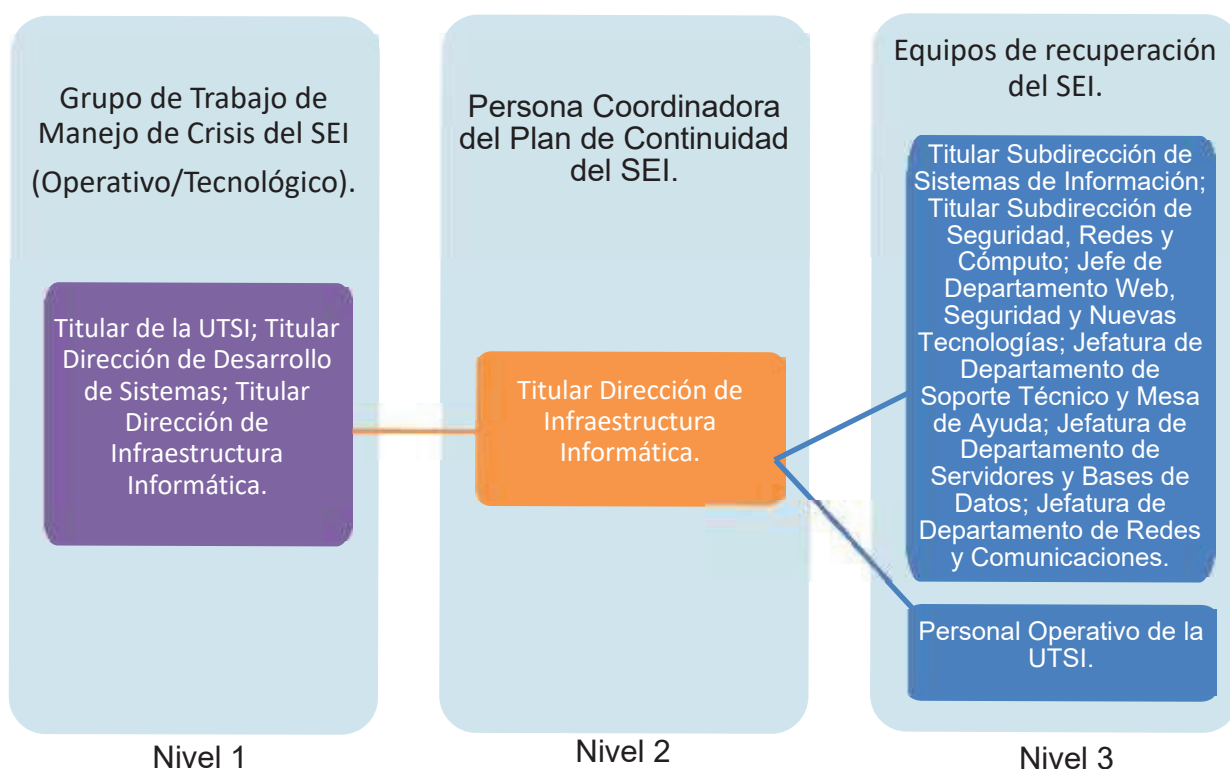 Grupo de Trabajo de
Manejo de Crisis del SEI
(Operativo/Tecnológico).
Titular de la UTSI; Titular
Dirección de Desarrollo
de Sistemas; Titular
Dirección de
Infraestructura
Informática.
Nivel 1
Persona Coordinadora
del Plan de Continuidad
del SEI.
Titular Dirección de
Infraestructura
Informática.
Nivel 2
Equipos de recuperación
del SEI.
Titular Subdirección de
Sistemas de Información;
Titular Subdirección de
Seguridad, Redes y
Cómputo; Jefe de
Departamento Web,
Seguridad y Nuevas
Tecnologías; Jefatura de
Departamento de
Soporte Técnico y Mesa
de Ayuda; Jefatura de
Departamento de
Servidores y Bases de
Datos; Jefatura de
Departamento de Redes
y Comunicaciones.
Personal Operativo de la
UTSI.
Nivel 3